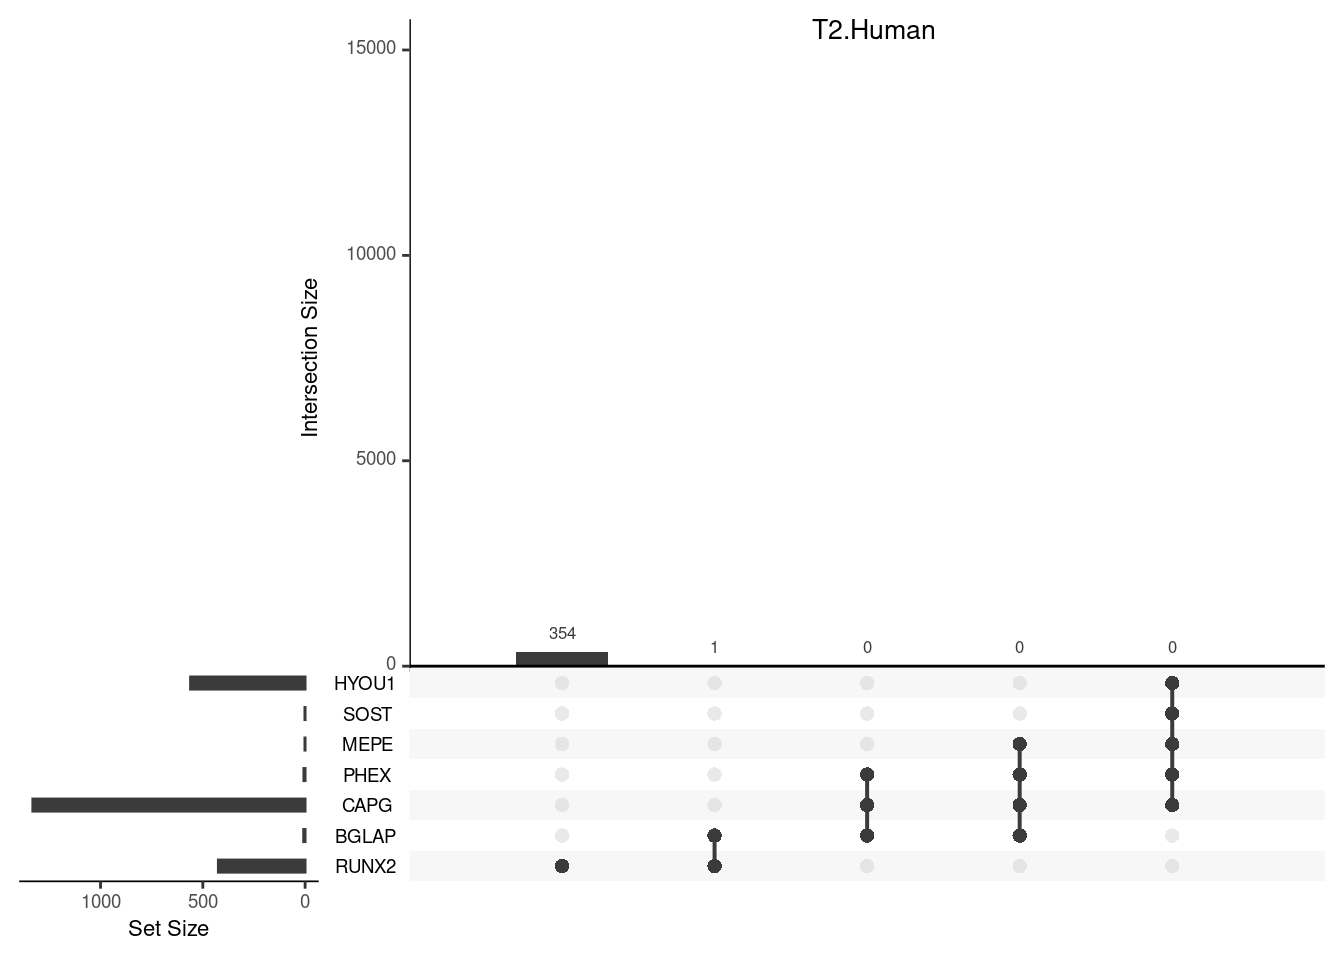 T2.Human
15000
10000
5000
0
Intersection Size
354
1
0
0
0
HYOU1
SOST
MEPE
PHEX
CAPG
BGLAP
RUNX2
1000 500 0
Set Size